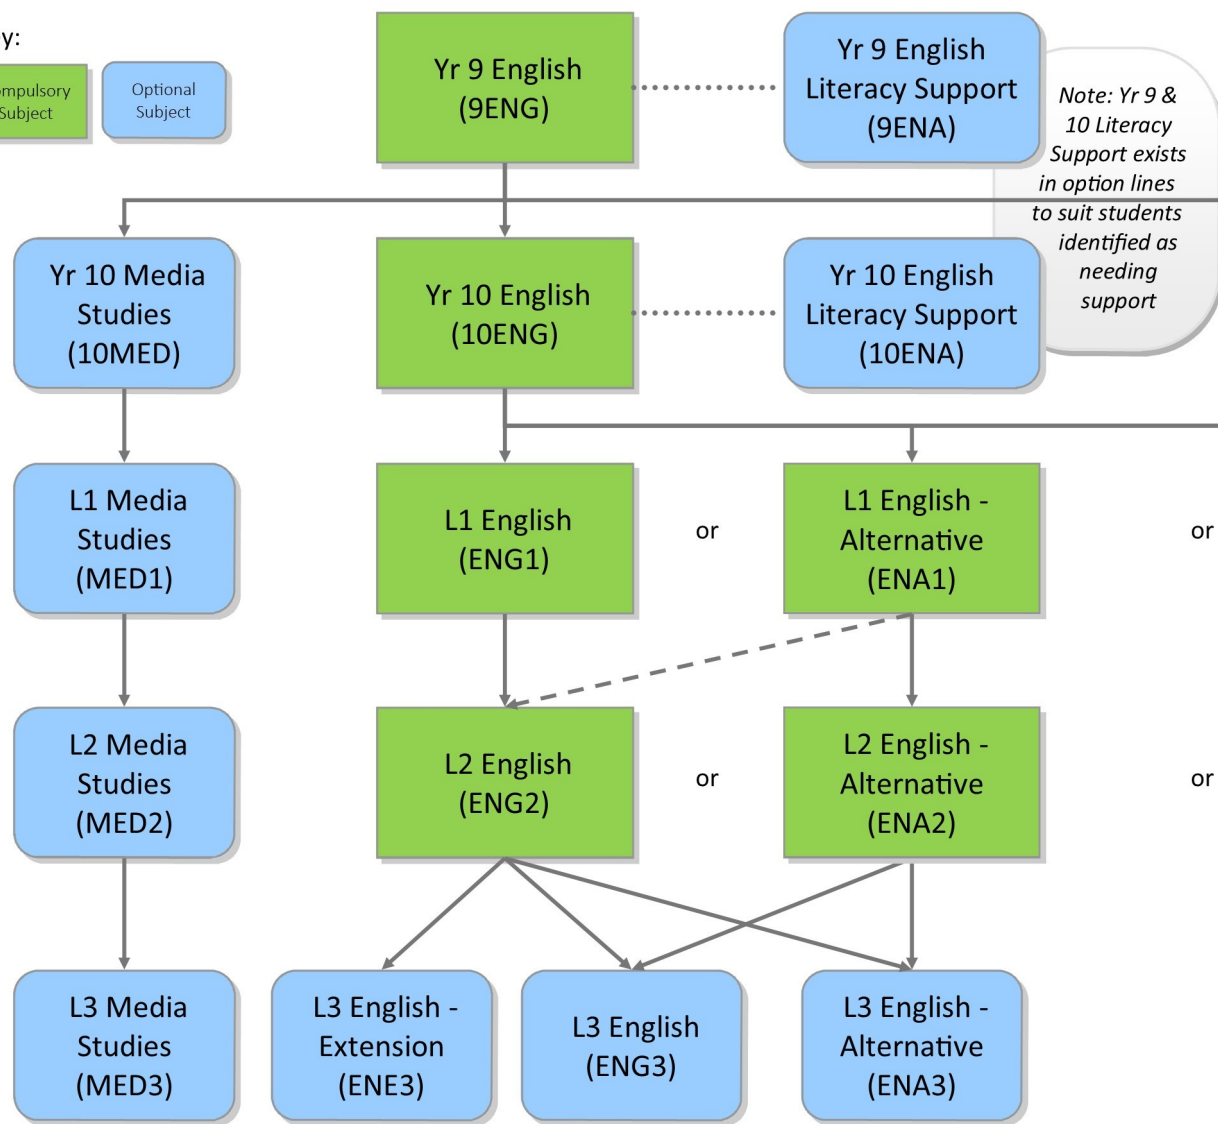 y:
ompulsory
Subject
Optional
Subject
Yr 9 English
(9ENG)
Yr 9 English
Literacy Support
(9ENA)
Note: Yr 9 &
10 Literacy
Support exists
in option lines
to suit students
identified as
needing
support
Yr 10 Media
Studies
(10MED)
Yr 10 English
(10ENG)
Yr 10 English
Literacy Support
(10ENA)
L1 Media
Studies
(MED1)
L1 English
(ENG1)
or
L1 English -
Alternative
(ENA1)
or
L2 Media
Studies
(MED2)
L2 English
(ENG2)
or
L2 English -
Alternative
(ENA2)
or
L3 Media
Studies
(MED3)
L3 English -
Extension
(ENE3)
L3 English
(ENG3)
L3 English -
Alternative
(ENA3)